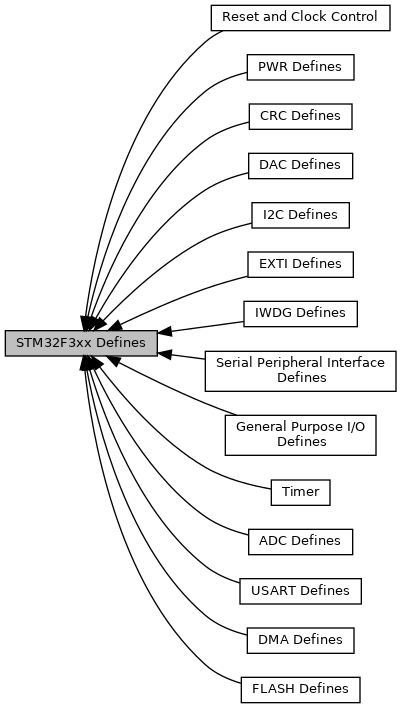 Reset and Clock Control
PWR Defines
CRC Defines
DAC Defines
I2C Defines
EXTI Defines
IWDG Defines
STM32F3xx Defines
Serial Peripheral Interface
Defines
General Purpose I/O
Defines
Timer
ADC Defines
USART Defines
DMA Defines
FLASH Defines